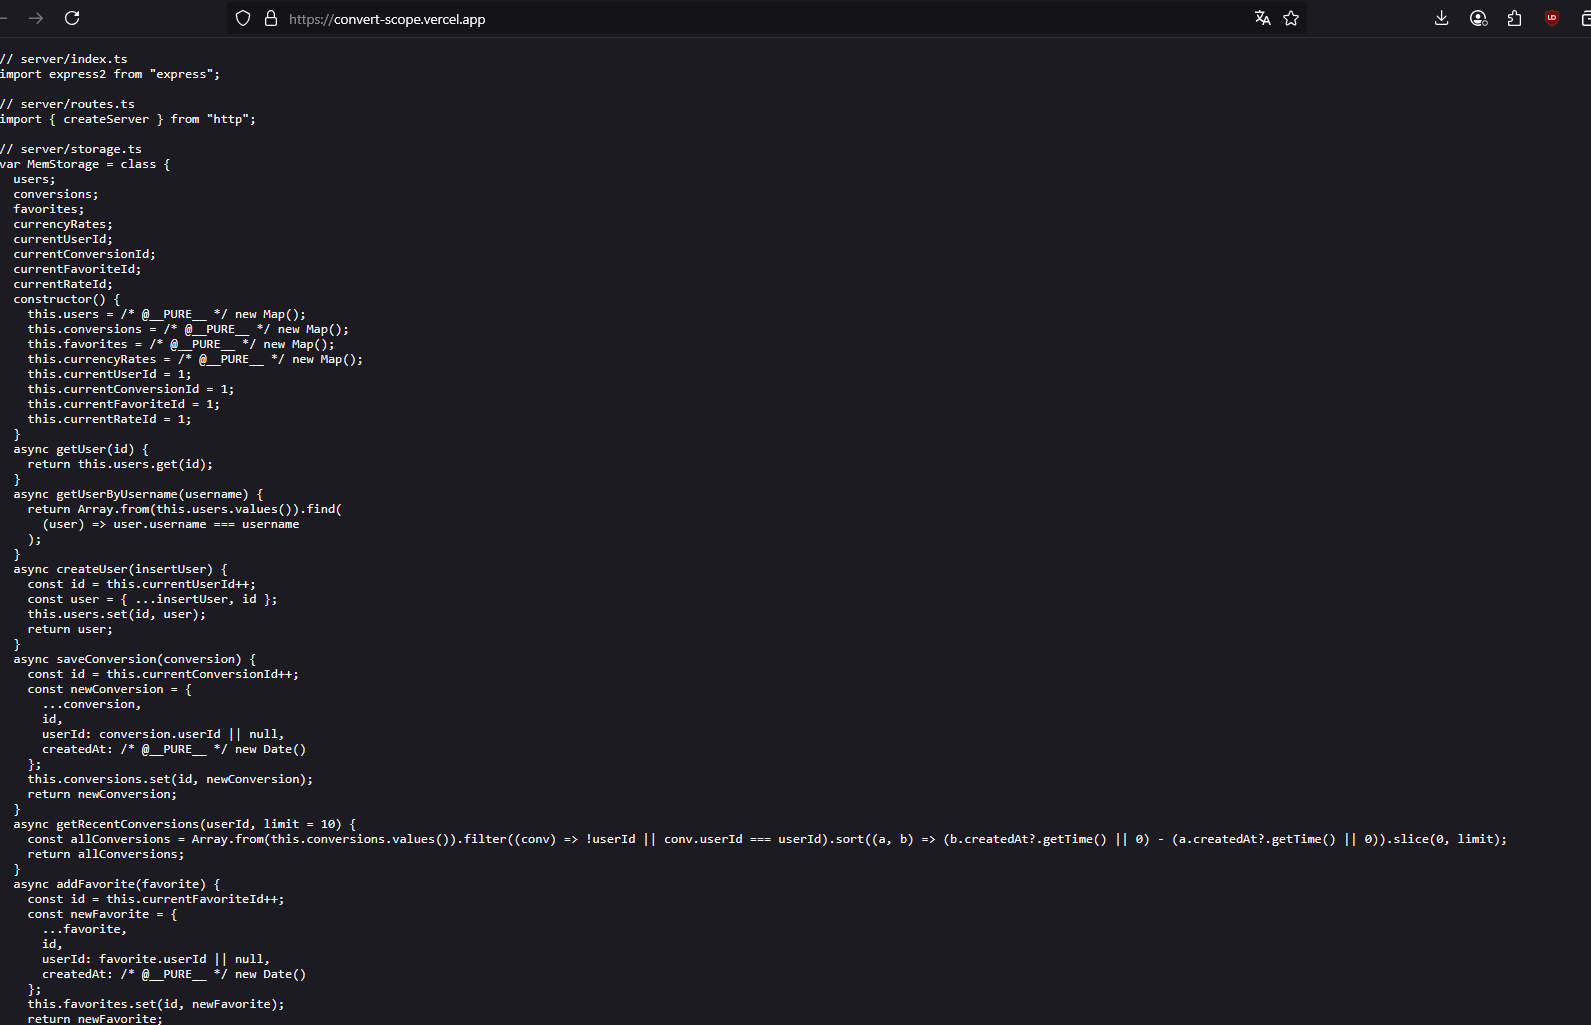 https://convert-scope.vercel.app
// server/index.ts
import express2 from "express";

// server/routes.ts
import { createServer } from "http";

// server/storage.ts
var MemStorage = class {
  users;
  conversions;
  favorites;
  currencyRates;
  currentUserId;
  currentConversionId;
  currentFavoriteId;
  currentRateId;
  constructor() {
    this.users = /* @__PURE__ */ new Map();
    this.conversions = /* @__PURE__ */ new Map();
    this.favorites = /* @__PURE__ */ new Map();
    this.currencyRates = /* @__PURE__ */ new Map();
    this.currentUserId = 1;
    this.currentConversionId = 1;
    this.currentFavoriteId = 1;
    this.currentRateId = 1;
  }
  async getUser(id) {
    return this.users.get(id);
  }
  async getUserByUsername(username) {
    return Array.from(this.users.values()).find(
      (user) => user.username === username
    );
  }
  async createUser(insertUser) {
    const id = this.currentUserId++;
    const user = { ...insertUser, id };
    this.users.set(id, user);
    return user;
  }
  async saveConversion(conversion) {
    const id = this.currentConversionId++;
    const newConversion = {
      ...conversion,
      id,
      userId: conversion.userId || null,
      createdAt: /* @__PURE__ */ new Date()
    };
    this.conversions.set(id, newConversion);
    return newConversion;
  }
  async getRecentConversions(userId, limit = 10) {
    const allConversions = Array.from(this.conversions.values()).filter((conv) => !userId || conv.userId === userId).sort((a, b) => (b.createdAt?.getTime() || 0) - (a.createdAt?.getTime() || 0)).slice(0, limit);
    return allConversions;
  }
  async addFavorite(favorite) {
    const id = this.currentFavoriteId++;
    const newFavorite = {
      ...favorite,
      id,
      userId: favorite.userId || null,
      createdAt: /* @__PURE__ */ new Date()
    };
    this.favorites.set(id, newFavorite);
    return newFavorite;